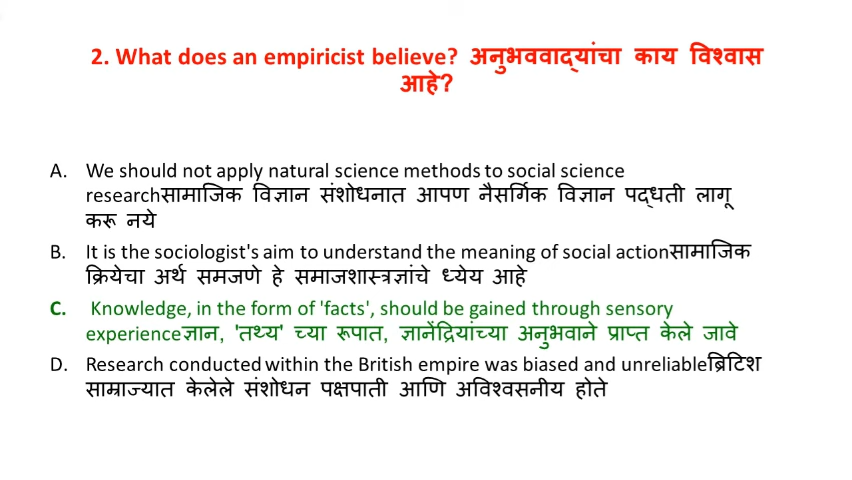 2. What does an empiricist believe? अनुभववाद्यांचा काय विश्वास
आहे?
A. We should not apply natural science methods to social science
researchसामाजिक विज्ञान संशोधनात आपण नैसर्गिक विज्ञान पद्धती लागू
करू नये
B. It is the sociologist's aim to understand the meaning of social actionसामाजिक
क्रियेचा अर्थ समजणे हे समाजशास्त्रज्ञांचे ध्येय आहे
C. Knowledge, in the form of 'facts', should be gained through sensory
experienceज्ञान, 'तथ्य' च्या रूपात, ज्ञानेंद्रियांच्या अनुभवाने प्राप्त केले जावे
D. Research conducted within the British empire was biased and unreliableब्रिटिश
साम्राज्यात केलेले संशोधन पक्षपाती आणि अविश्वसनीय होते